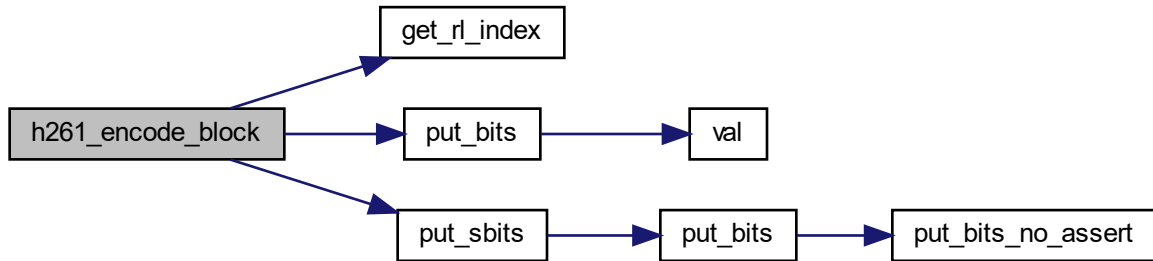 get_rl_index
h261_encode_block
put_bits
val
put_sbits
put_bits
put_bits_no_assert